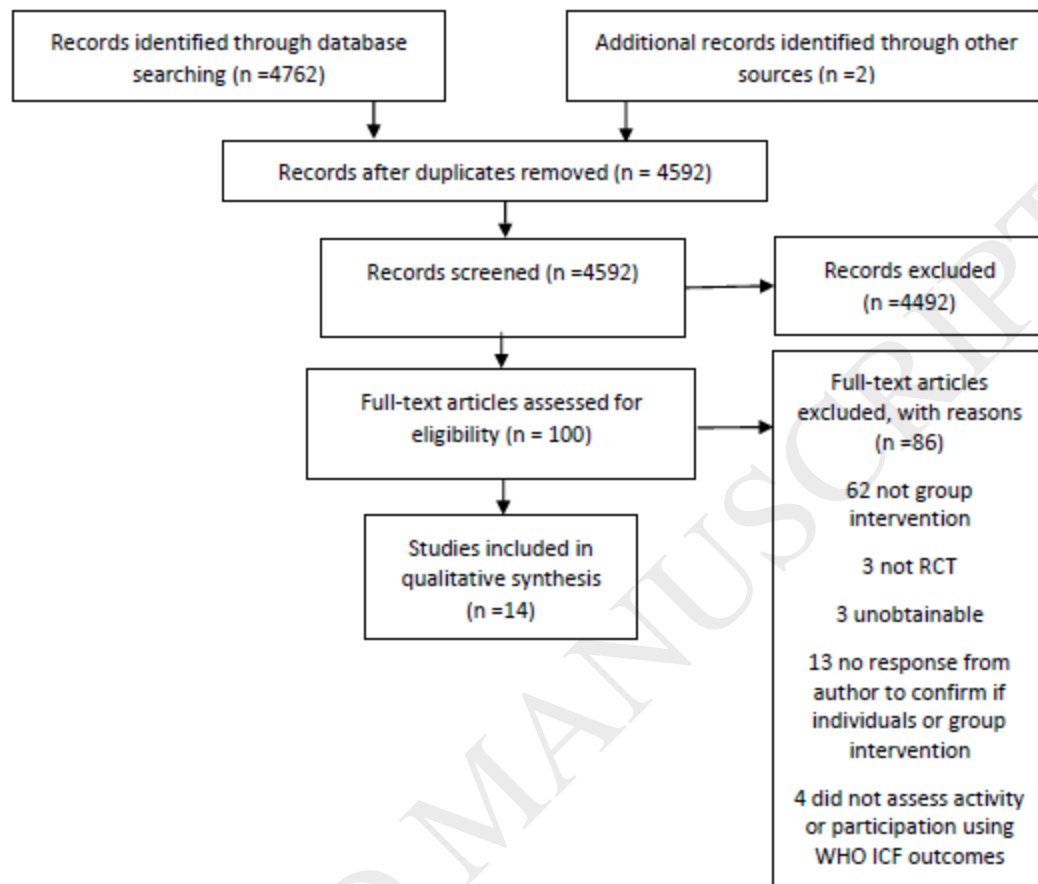 Records identified through database
searching (n =4762)
Additional records identified through other
sources (n =2)
Records after duplicates removed (n = 4592)
Records screened (n =4592)
Records excluded
(n =4492)
Full-text articles assessed for
eligibility (n = 100)
Full-text articles
excluded, with reasons
(n =86)
62 not group
intervention
3 not RCT
3 unobtainable
13 no response from
author to confirm if
individuals or group
intervention
4 did not assess activity
or participation using
WHO ICF outcomes
Studies included in
qualitative synthesis
(n =14)
D MANUSCRIPT